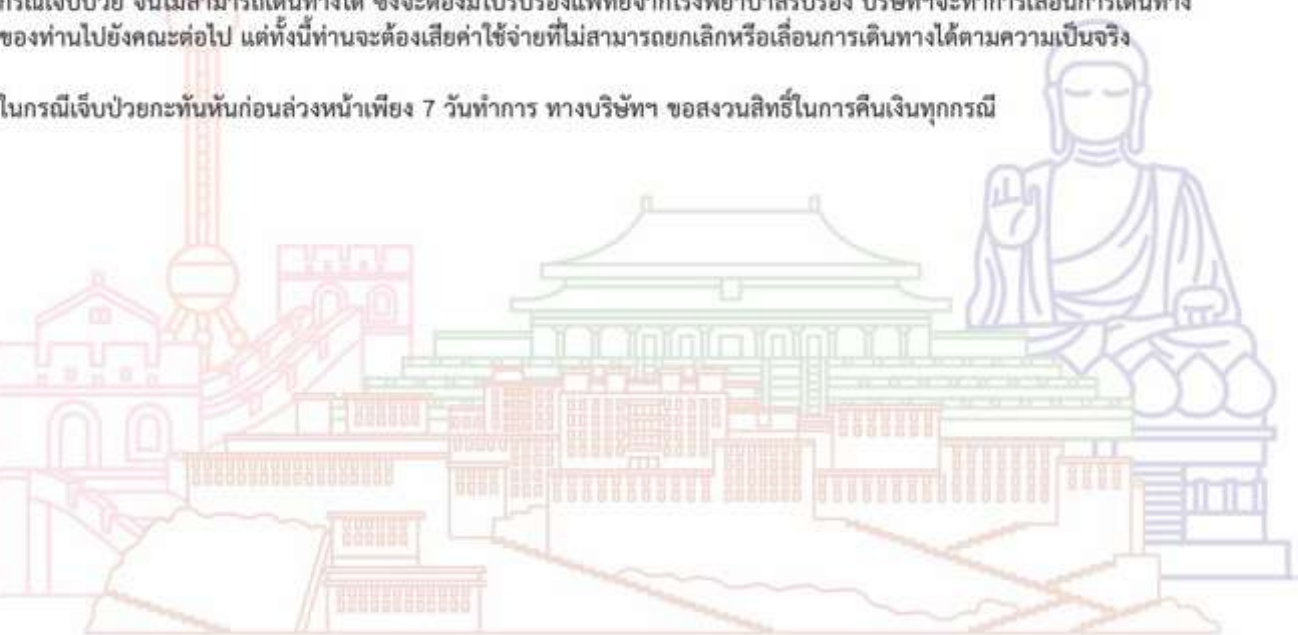 กรณีเจ็บป่วย จนไม่สามารถเดินทางได้ ซึ่งจะต้องมีใบรับรองแพทย์จากโรงพยาบาลรับรอง บริษัทฯจะทำการเลื่อนการเดินทาง
ของท่านไปยังคณะต่อไป แต่ทั้งนี้ท่านจะต้องเสียค่าใช้จ่ายที่ไม่สามารถยกเลิกหรือเลื่อนการเดินทางได้ตามความเป็นจริง
ในกรณีเจ็บป่วยกะทันหันก่อนล่วงหน้าเพียง 7 วันทำการ ทางบริษัทฯ ขอสงวนสิทธิ์ในการคืนเงินทุกกรณี